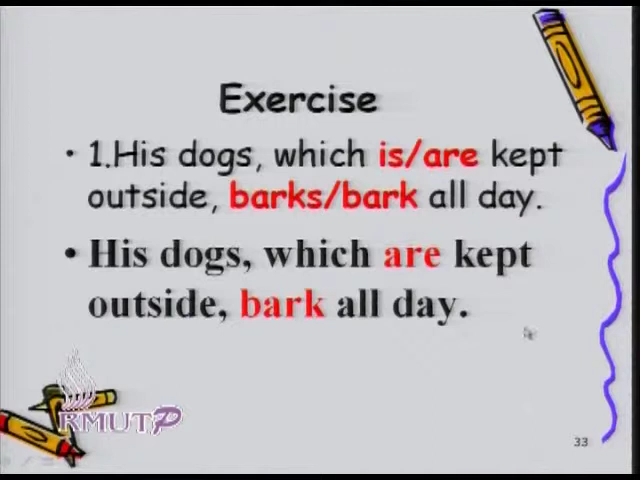 Exercise
• 1.His dogs, which is/are kept
outside, barks/bark all day.
• His dogs, which are kept
outside, bark all day.
RMUTP
33